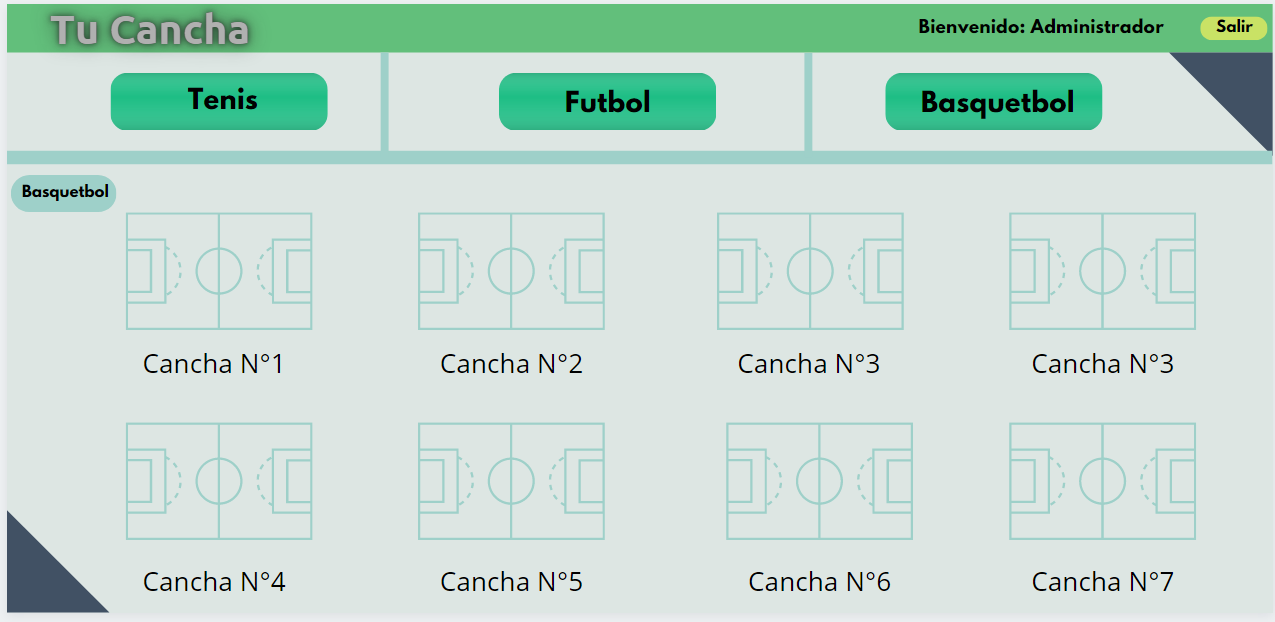 Tu Cancha
Bienvenido: Administrador
Salir
Tenis
Futbol
Basquetbol
Basquetbol
Cancha N°1
Cancha N°2
Cancha N°3
Cancha N°3
Cancha N°4
Cancha N°5
Cancha N°6
Cancha N°7